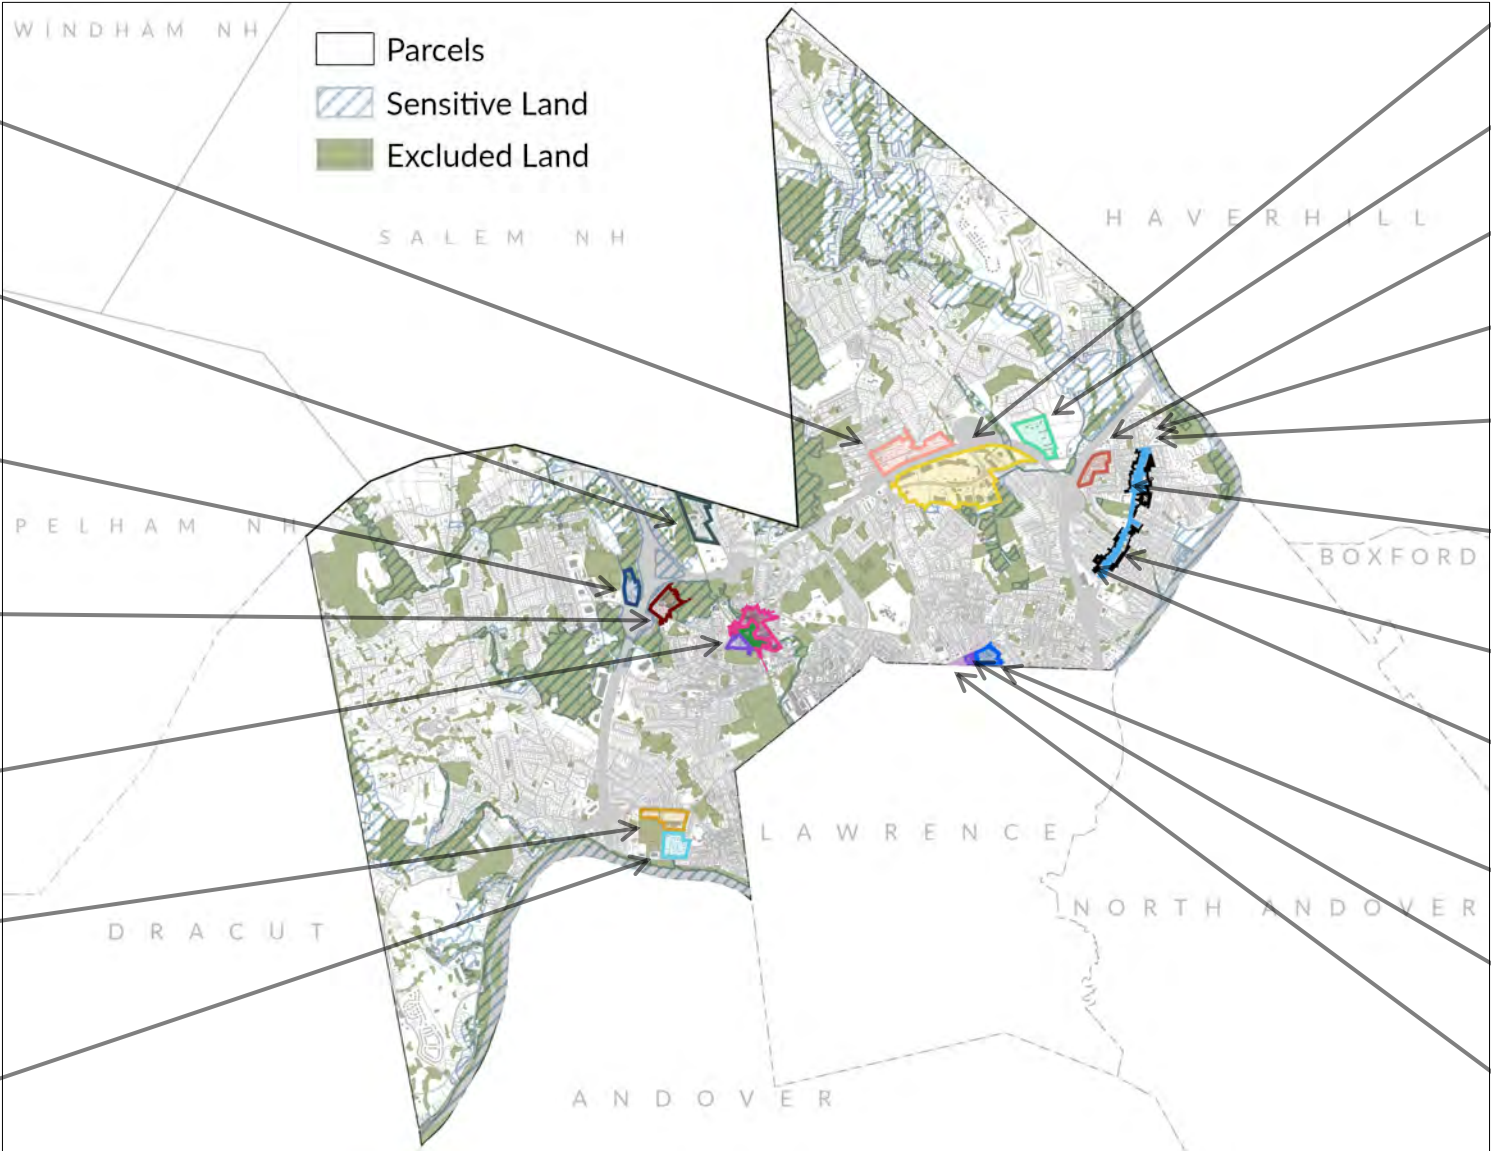 WINDHAM NH
Parcels
Sensitive Land
Excluded Land
HAVERHILL
SALEM NH
PELHAM NH
BOXFORD
LAWRENCE
NORTH ANDOVER
DRACUT
ANDOVER